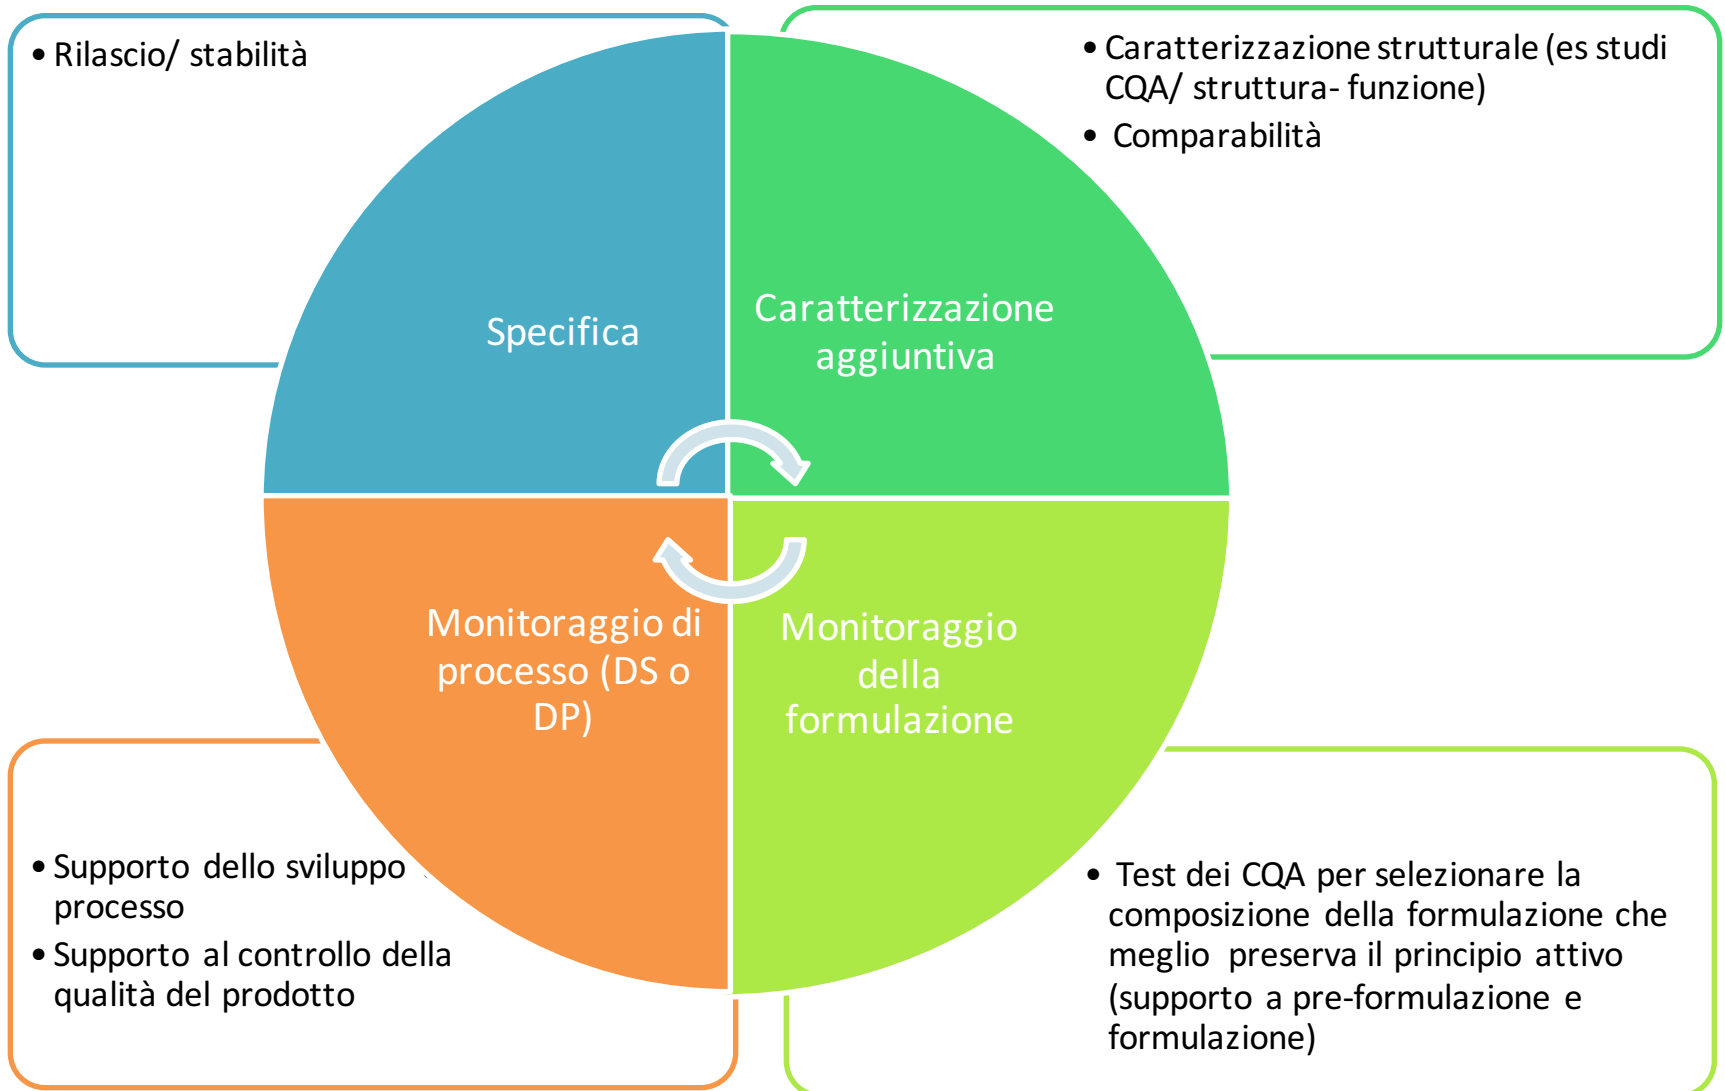 • Rilascio/ stabilità
• Caratterizzazione strutturale (es studi
CQA/ struttura- funzione)
• Comparabilità
Specifica
Caratterizzazione
aggiuntiva
Monitoraggio di
processo (DS o
DP)
Monitoraggio
della
formulazione
• Supporto dello sviluppo
processo
• Supporto al controllo della
qualità del prodotto
• Test dei CQA per selezionare la
composizione della formulazione che
meglio preserva il principio attivo
(supporto a pre-formulazione e
formulazione)